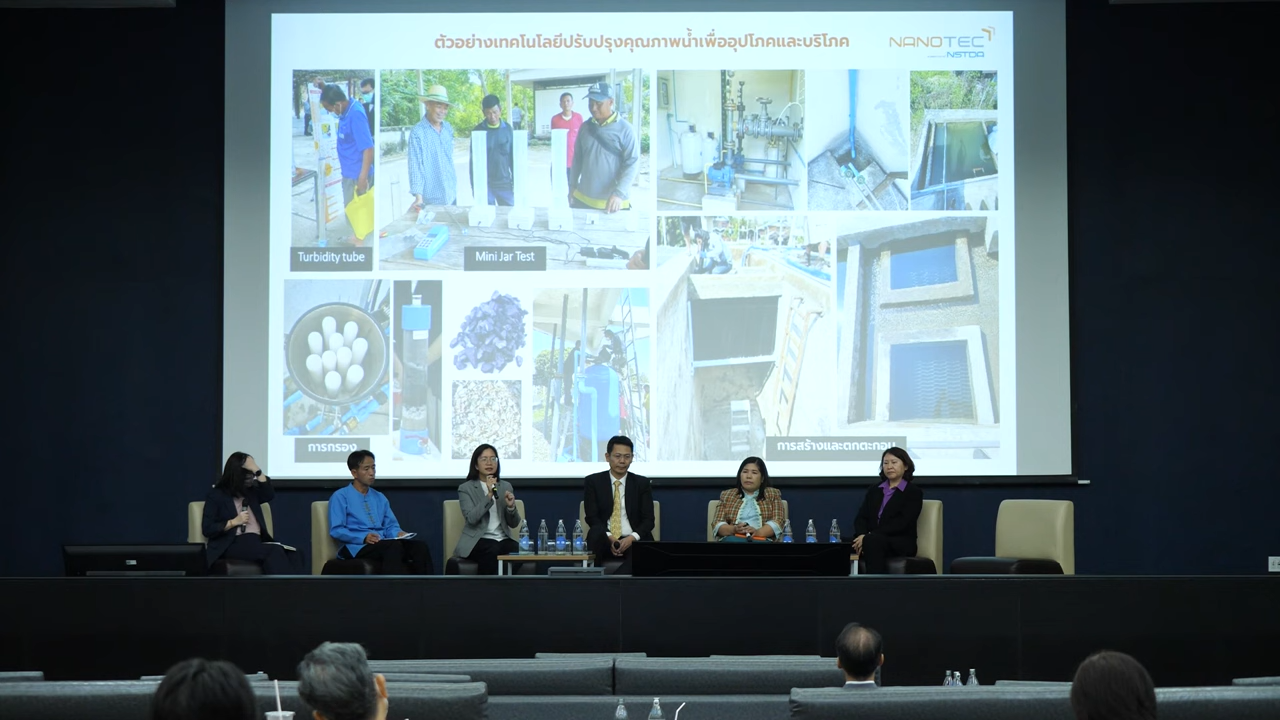 ตัวอย่างเทคโนโลยีปรับปรุงคุณภาพน้ำเพื่ออุปโภคและบริโภค
NANOTEC
NSTDA
Turbidity tube
Mini Jar Test
การกรอง
การสร้างและตกตะกอน